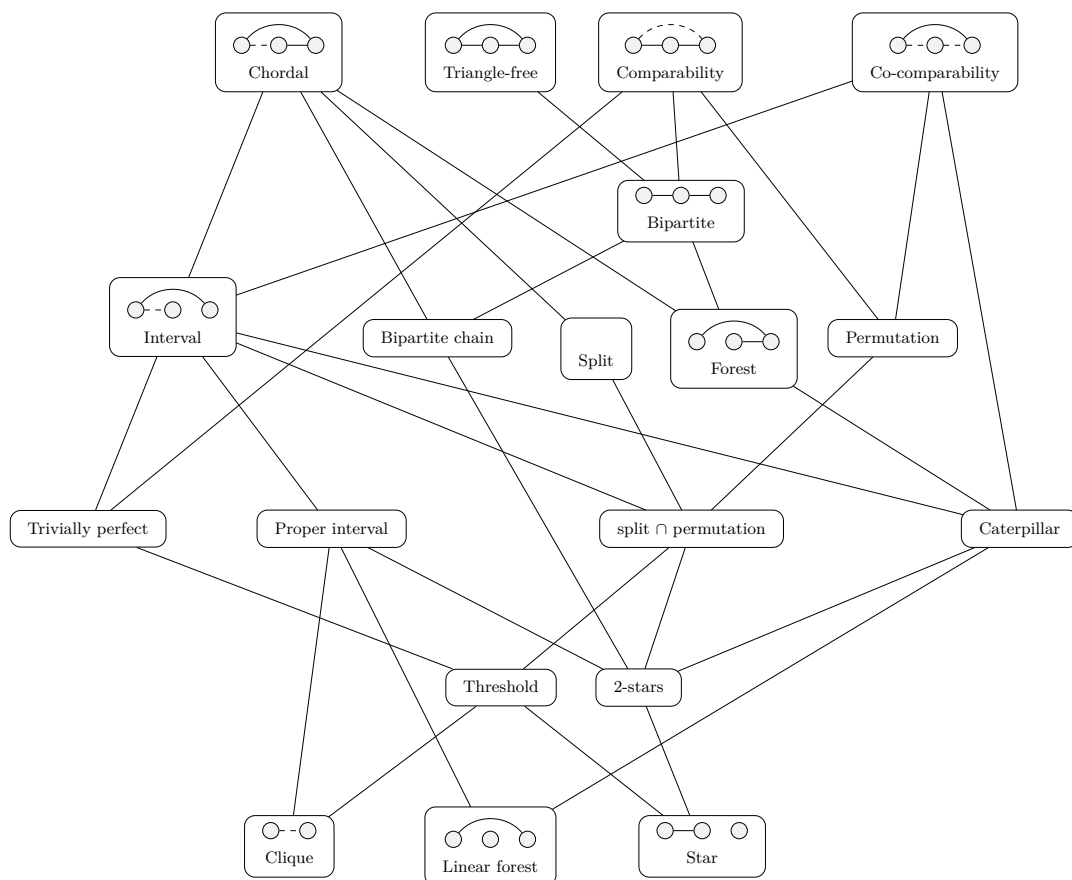 Chordal
Triangle-free
Comparability
Co-comparability
Bipartite
Interval
Bipartite chain
Split
Forest
Permutation
Trivially perfect
Proper interval
split ∩ permutation
Caterpillar
Threshold
2-stars
Clique
Linear forest
Star